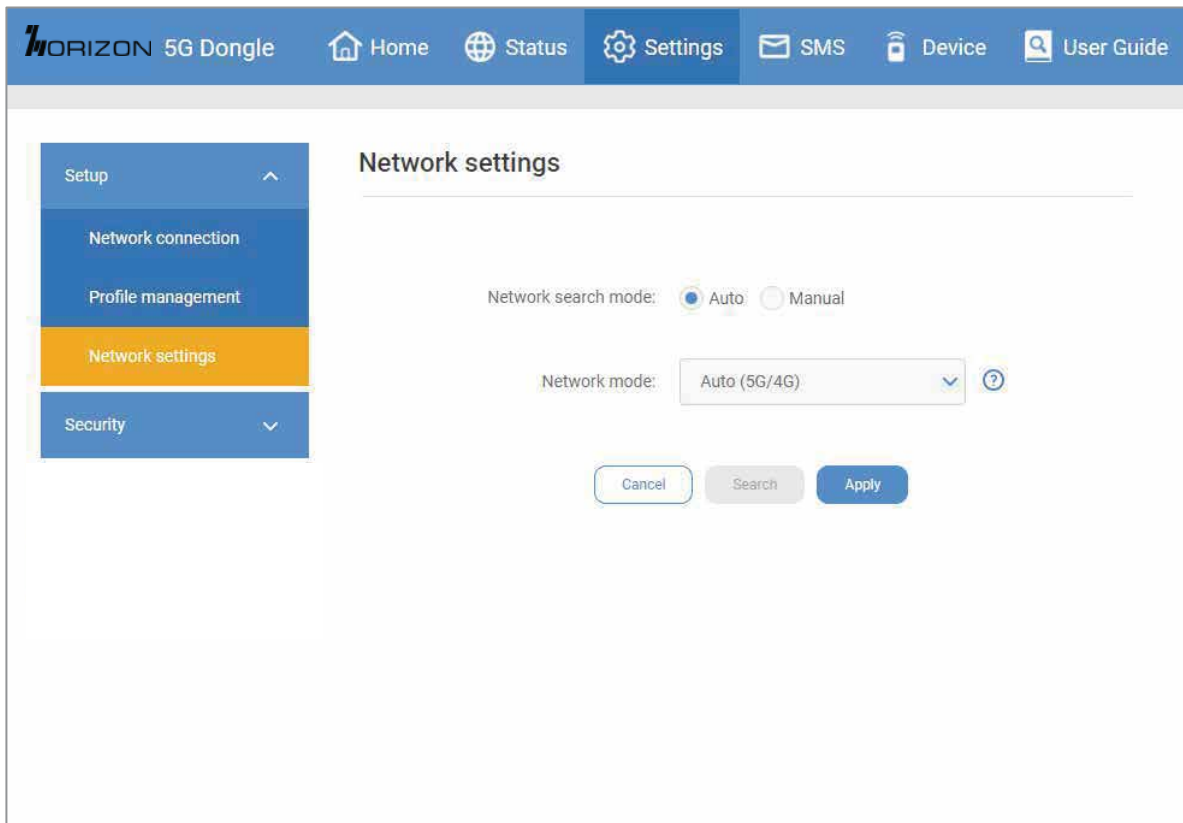 HORIZON 5G Dongle Home Status Settings SMS Device User Guide
Setup
Network connection
Profile management
Network settings
Security
Network settings
Network search mode: Auto Manual
Network mode: Auto (5G/4G) ?
Cancel Search Apply